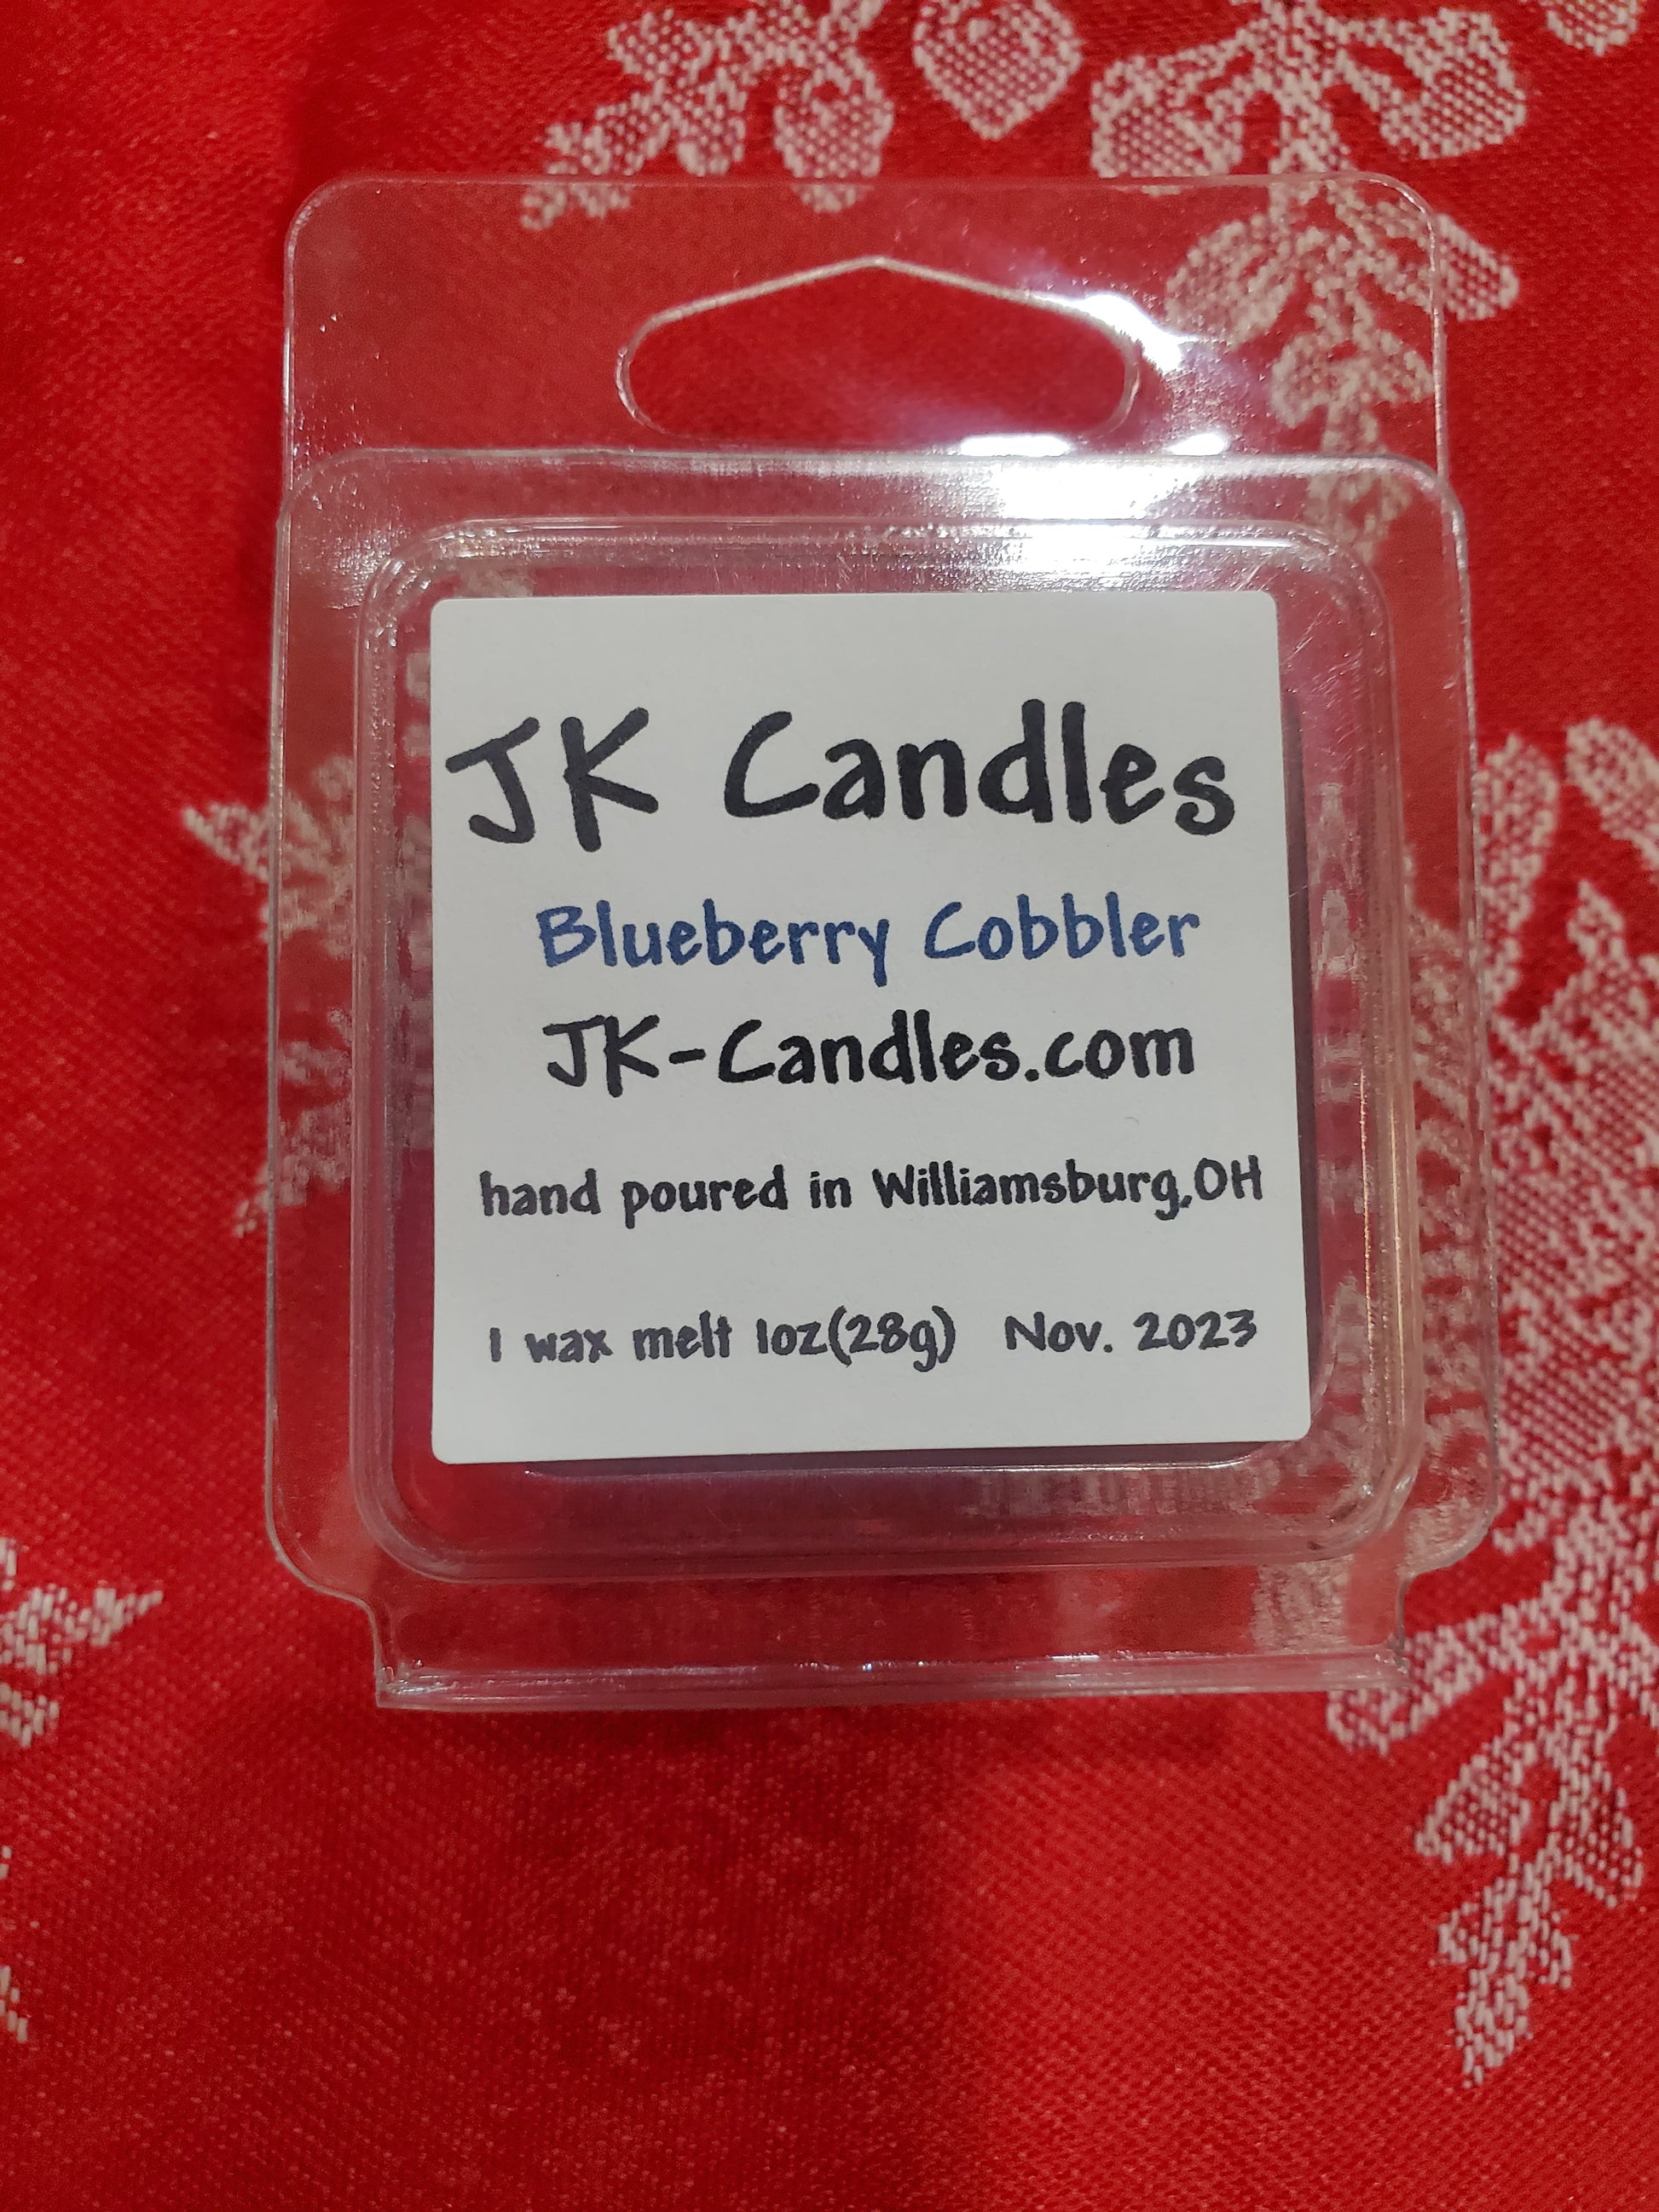 JK Candles
Blueberry Cobbler
JK-Candles.com
hand poured in Williamsburg,OH
1 wax melt 1oz(28g) Nov. 2023